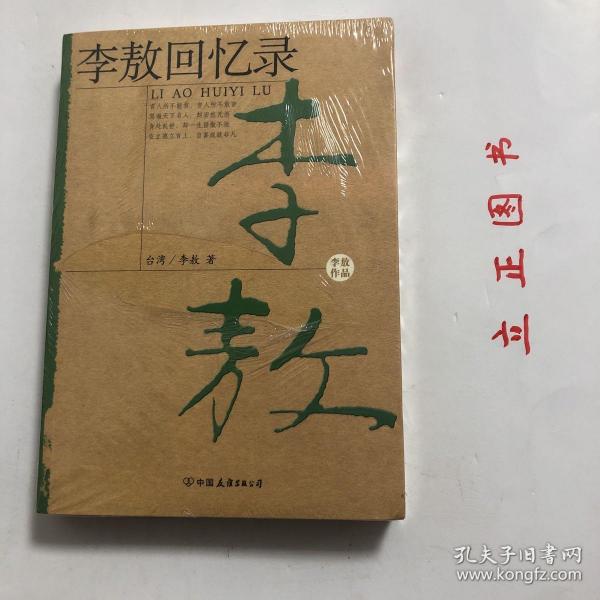 李敖回忆录
LI AO HUIYI LU
李敖
台湾/李敖 著
李敖
作品
中国友谊出版公司
立正图书
孔夫子旧书网
www.kongfz.com